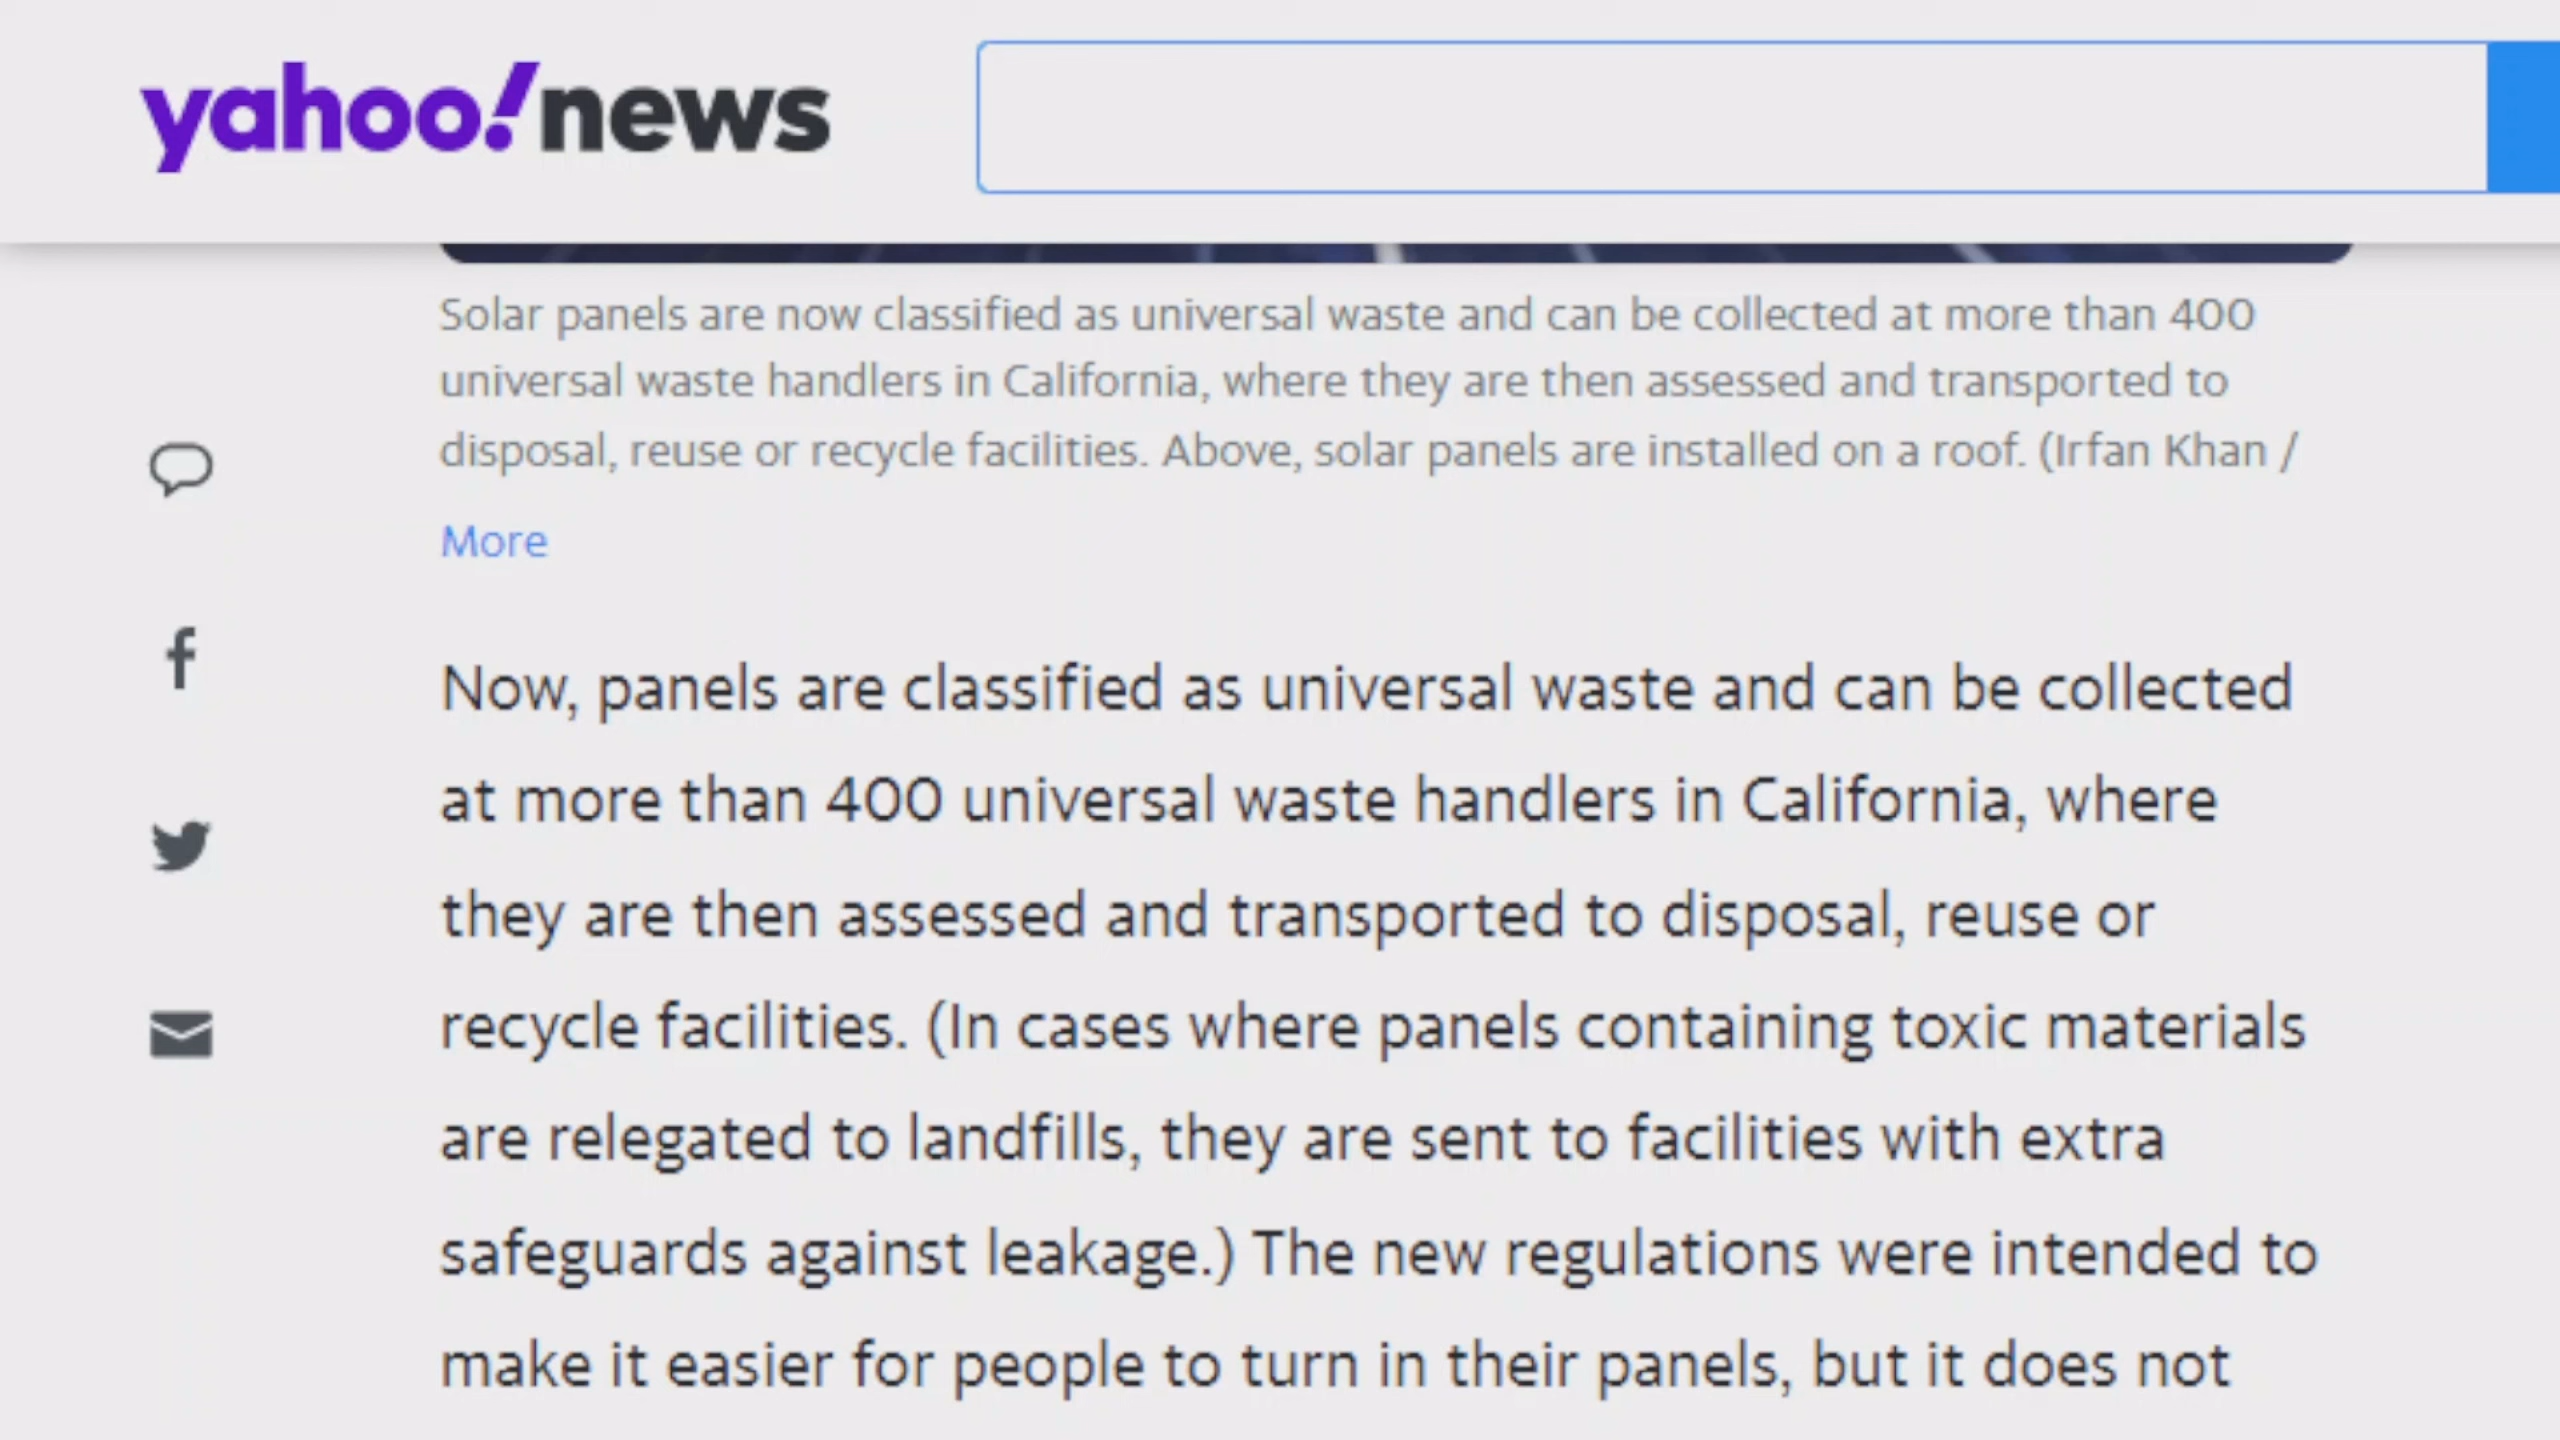 yahoo!news
Solar panels are now classified as universal waste and can be collected at more than 400
universal waste handlers in California, where they are then assessed and transported to
disposal, reuse or recycle facilities. Above, solar panels are installed on a roof. (Irfan Khan /
More
Now, panels are classified as universal waste and can be collected
at more than 400 universal waste handlers in California, where
they are then assessed and transported to disposal, reuse or
recycle facilities. (In cases where panels containing toxic materials
are relegated to landfills, they are sent to facilities with extra
safeguards against leakage.) The new regulations were intended to
make it easier for people to turn in their panels, but it does not